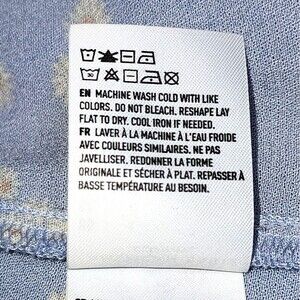 EN MACHINE WASH COLD WITH LIKE
COLORS. DO NOT BLEACH. RESHAPE LAY
FLAT TO DRY. COOL IRON IF NEEDED.
FR LAVER À LA MACHINE À L'EAU FROIDE
AVEC COULEURS SIMILAIRES. NE PAS
JAVELLISER. REDONNER LA FORME
ORIGINALE ET SÉCHER À PLAT. REPASSER À
BASSE TEMPÉRATURE AU BESOIN.